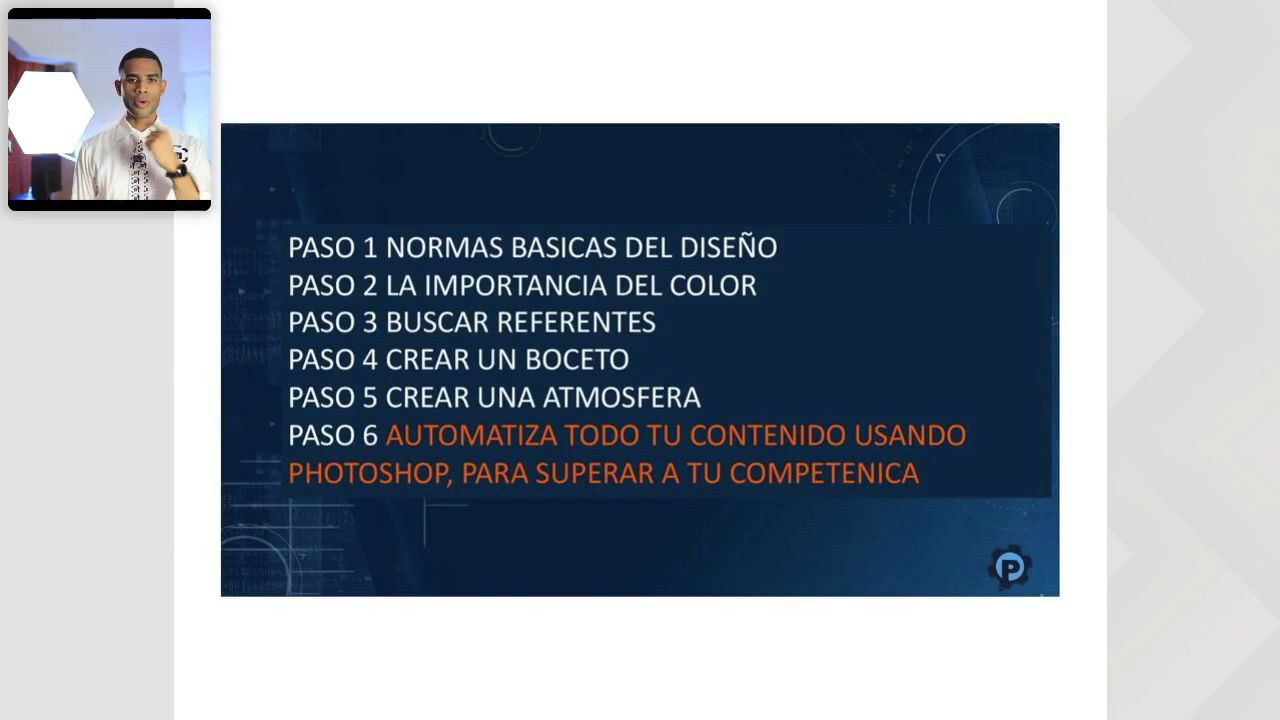 PASO 1 NORMAS BASICAS DEL DISEÑO
PASO 2 LA IMPORTANCIA DEL COLOR
PASO 3 BUSCAR REFERENTES
PASO 4 CREAR UN BOCETO
PASO 5 CREAR UNA ATMOSFERA
PASO 6 AUTOMATIZA TODO TU CONTENIDO USANDO
PHOTOSHOP, PARA SUPERAR A TU COMPETENICA
P